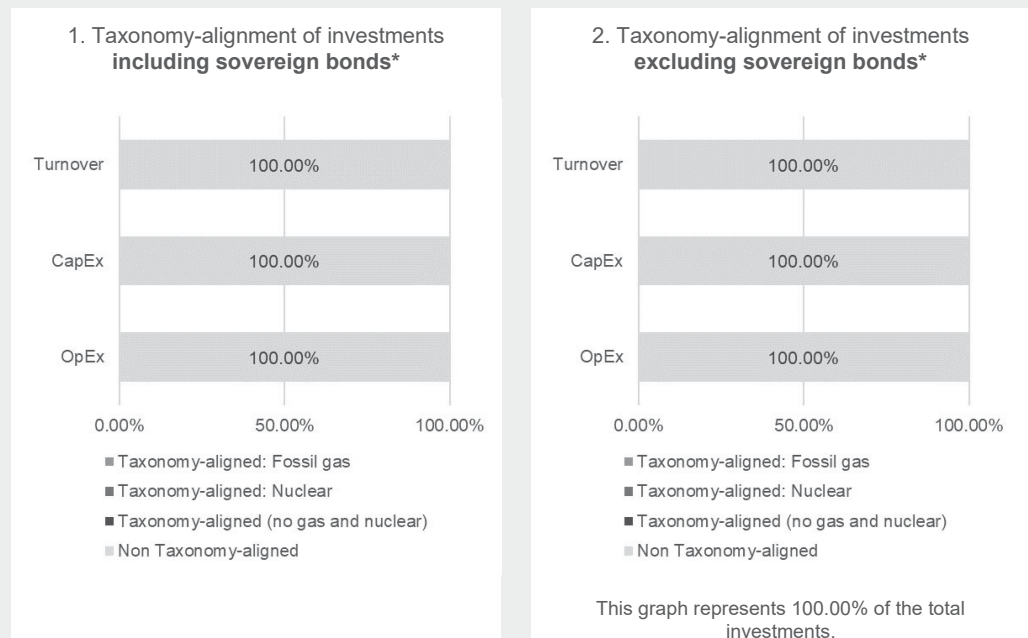 1. Taxonomy-alignment of investments
including sovereign bonds*
Turnover
100.00%
CapEx
100.00%
OpEx
100.00%
0.00%
50.00%
100.00%
Taxonomy-aligned: Fossil gas
Taxonomy-aligned: Nuclear
Taxonomy-aligned (no gas and nuclear)
Non Taxonomy-aligned
2. Taxonomy-alignment of investments
excluding sovereign bonds*
Turnover
100.00%
CapEx
100.00%
OpEx
100.00%
0.00%
50.00%
100.00%
Taxonomy-aligned: Fossil gas
Taxonomy-aligned: Nuclear
Taxonomy-aligned (no gas and nuclear)
Non Taxonomy-aligned
This graph represents 100.00% of the total
investments.